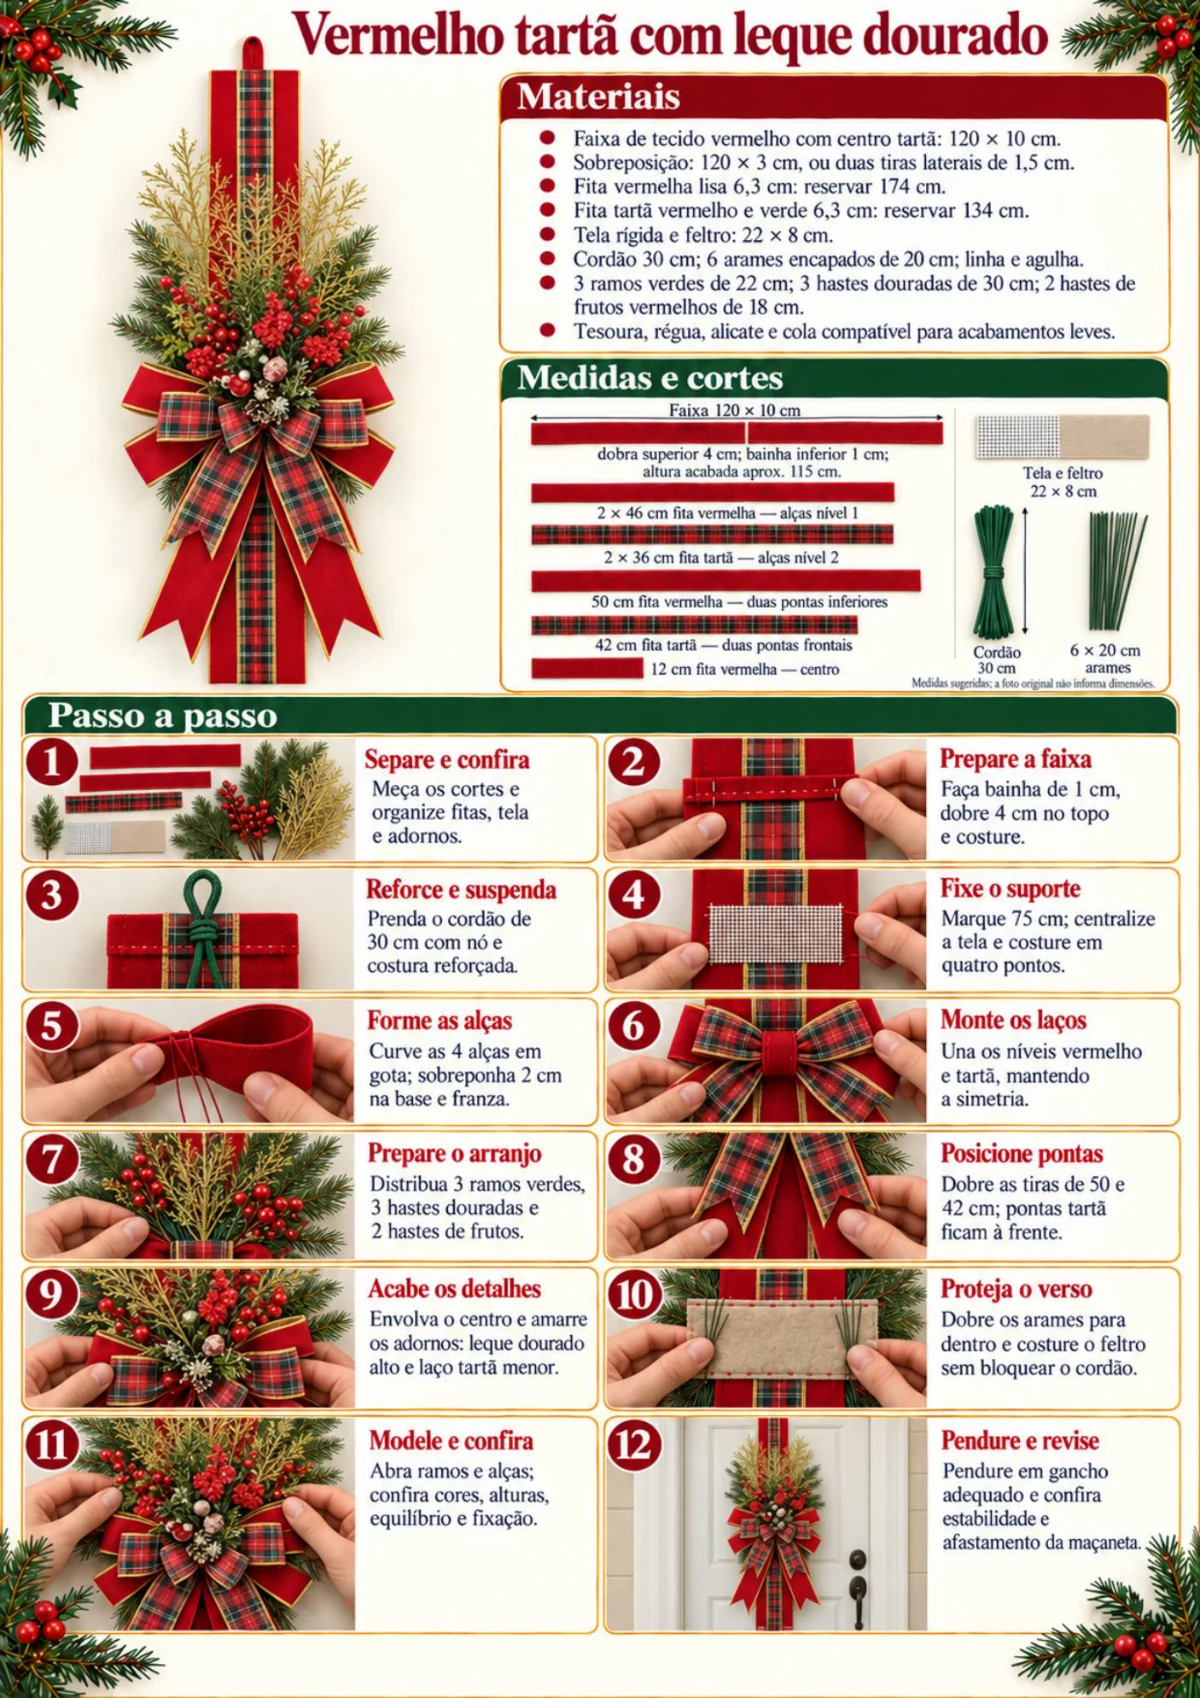 Vermelho tartã com leque dourado
Materiais
Faixa de tecido vermelho com centro tartã: 120 × 10 cm.
Sobreposição: 120 × 3 cm, ou duas tiras laterais de 1,5 cm.
Fita vermelha lisa 6,3 cm: reservar 174 cm.
Fita tartã vermelho e verde 6,3 cm: reservar 134 cm.
Tela rígida e feltro: 22 × 8 cm.
Cordão 30 cm; 6 arames encapados de 20 cm; linha e agulha.
3 ramos verdes de 22 cm; 3 hastes douradas de 30 cm; 2 hastes de
frutos vermelhos de 18 cm.
Tesoura, régua, alicate e cola compatível para acabamentos leves.
Medidas e cortes
Faixa 120 × 10 cm
dobra superior 4 cm; bainha inferior 1 cm;
altura acabada aprox. 115 cm.
2 × 46 cm fita vermelha — alças nível 1
2 × 36 cm fita tartã — alças nível 2
50 cm fita vermelha — duas pontas inferiores
42 cm fita tartã — duas pontas frontais
12 cm fita vermelha — centro
Tela e feltro
22 × 8 cm
Cordão
30 cm
6 × 20 cm
arames
Medidas sugeridas; a foto original não informa dimensões.
Passo a passo
1
Separe e confira
Meça os cortes e
organize fitas, tela
e adornos.
2
Prepare a faixa
Faça bainha de 1 cm,
dobre 4 cm no topo
e costure.
3
Reforce e suspenda
Prenda o cordão de
30 cm com nó e
costura reforçada.
4
Fixe o suporte
Marque 75 cm; centralize
a tela e costure em
quatro pontos.
5
Forme as alças
Curve as 4 alças em
gota; sobreponha 2 cm
na base e franza.
6
Monte os laços
Una os níveis vermelho
e tartã, mantendo
a simetria.
7
Prepare o arranjo
Distribua 3 ramos verdes,
3 hastes douradas e
2 hastes de frutos.
8
Posicione pontas
Dobre as tiras de 50 e
42 cm; pontas tartã
ficam à frente.
9
Acabe os detalhes
Envolva o centro e amarre
os adornos: leque dourado
alto e laço tartã menor.
10
Proteja o verso
Dobre os arames para
dentro e costure o feltro
sem bloquear o cordão.
11
Modele e confira
Abra ramos e alças;
confira cores, alturas,
equilíbrio e fixação.
12
Pendure e revise
Pendure em gancho
adequado e confira
estabilidade e
afastamento da maçaneta.